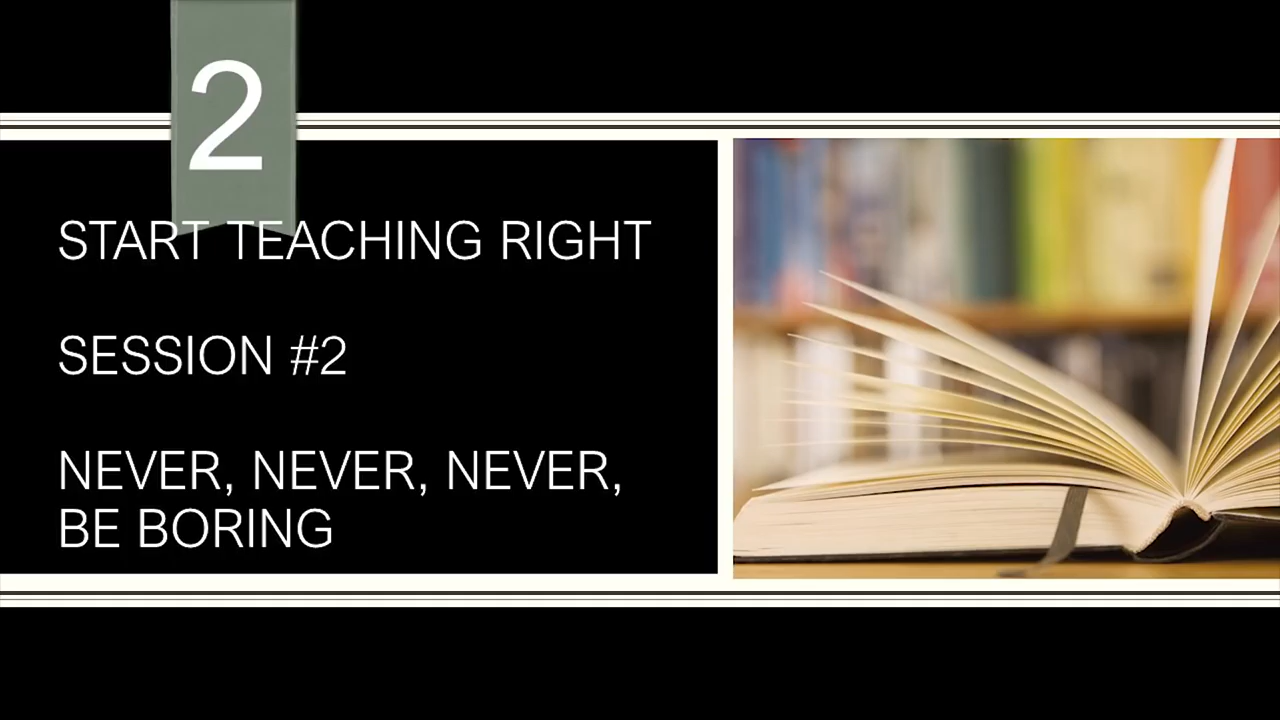 2
START TEACHING RIGHT
SESSION #2
NEVER, NEVER, NEVER,
BE BORING